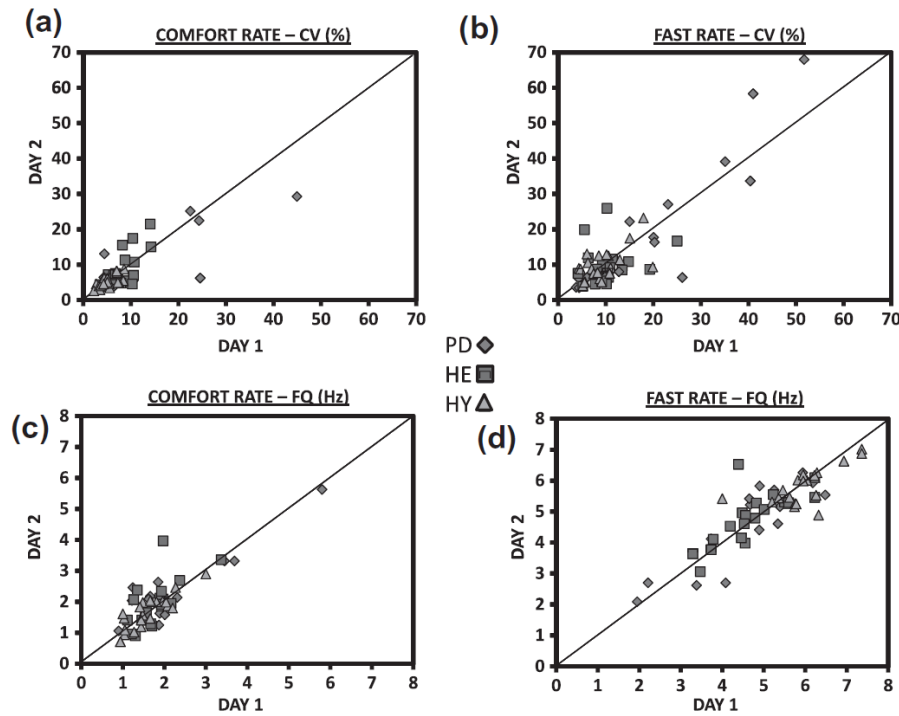 (a)
COMFORT RATE – CV (%)
70
60
50
40
30
20
10
0
DAY 2
0 10 20 30 40 50 60 70
DAY 1
(b)
FAST RATE – CV (%)
70
60
50
40
30
20
10
0
DAY 2
0 10 20 30 40 50 60 70
DAY 1
PD
HE
HY
(c)
COMFORT RATE – FQ (Hz)
8
7
6
5
4
3
2
1
0
DAY 2
0 1 2 3 4 5 6 7 8
DAY 1
(d)
FAST RATE – FQ (Hz)
8
7
6
5
4
3
2
1
0
DAY 2
0 1 2 3 4 5 6 7 8
DAY 1